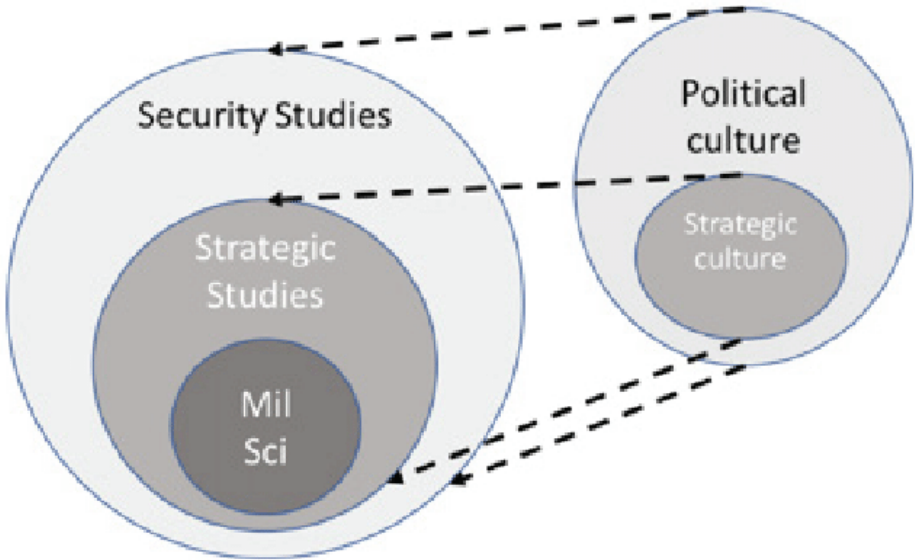 Security Studies
Strategic
Studies
Mil
Sci
Political
culture
Strategic
culture